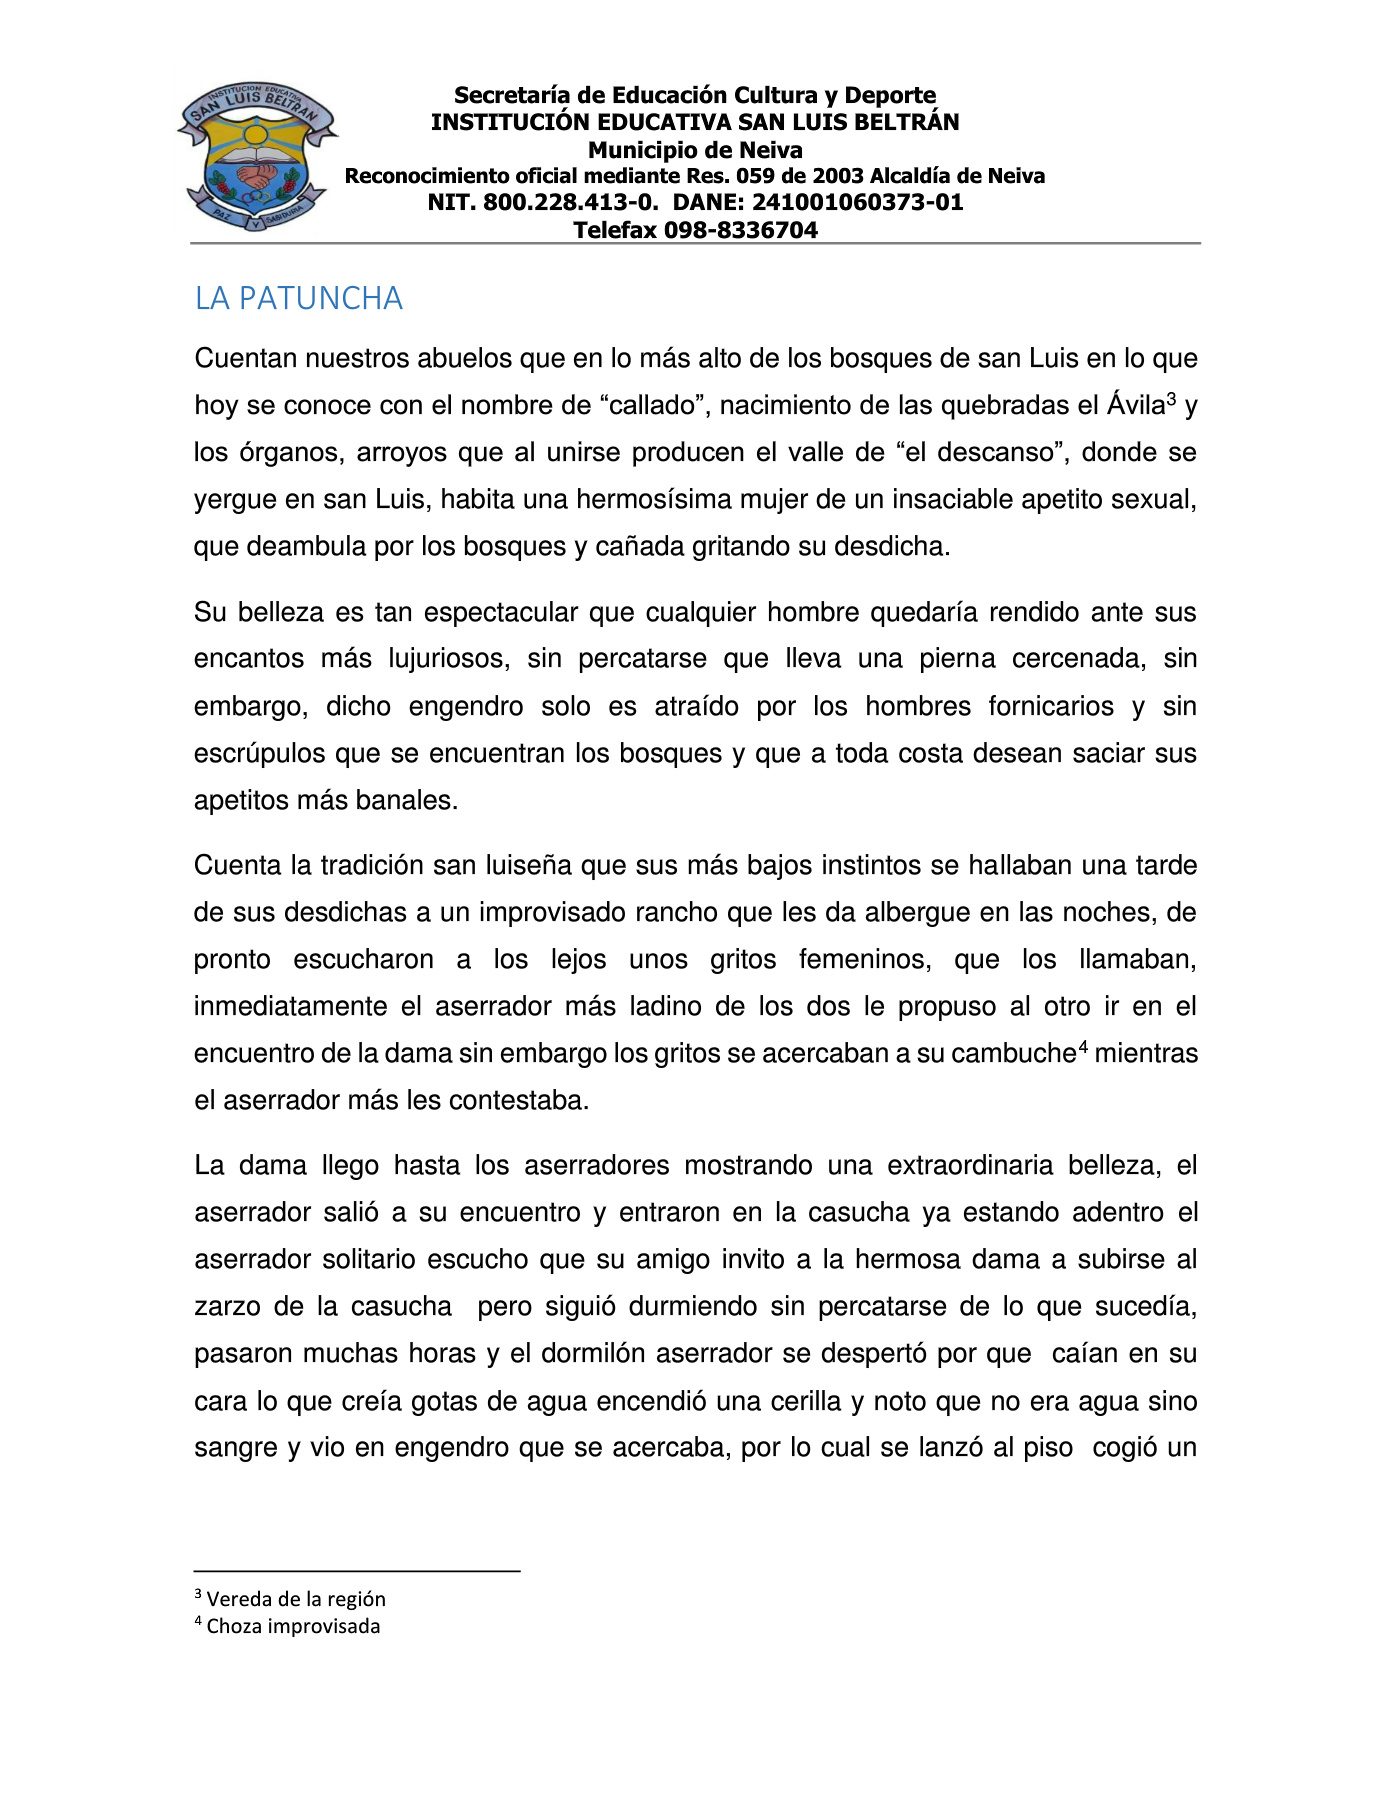 INSTITUCION EDUCATIVA
SAN LUIS BELTRAN
PAZ Y SABIDURIA
Secretaría de Educación Cultura y Deporte
INSTITUCIÓN EDUCATIVA SAN LUIS BELTRÁN
Municipio de Neiva
Reconocimiento oficial mediante Res. 059 de 2003 Alcaldía de Neiva
NIT. 800.228.413-0.  DANE: 241001060373-01
Telefax 098-8336704
LA PATUNCHA
Cuentan nuestros abuelos que en lo más alto de los bosques de san Luis en lo que
hoy se conoce con el nombre de “callado”, nacimiento de las quebradas el Ávila³ y
los órganos, arroyos que al unirse producen el valle de “el descanso”, donde se
yergue en san Luis, habita una hermosísima mujer de un insaciable apetito sexual,
que deambula por los bosques y cañada gritando su desdicha.
Su belleza es tan espectacular que cualquier hombre quedaría rendido ante sus
encantos más lujuriosos, sin percatarse que lleva una pierna cercenada, sin
embargo, dicho engendro solo es atraído por los hombres fornicarios y sin
escrúpulos que se encuentran los bosques y que a toda costa desean saciar sus
apetitos más banales.
Cuenta la tradición san luiseña que sus más bajos instintos se hallaban una tarde
de sus desdichas a un improvisado rancho que les da albergue en las noches, de
pronto escucharon a los lejos unos gritos femeninos, que los llamaban,
inmediatamente el aserrador más ladino de los dos le propuso al otro ir en el
encuentro de la dama sin embargo los gritos se acercaban a su cambuche⁴ mientras
el aserrador más les contestaba.
La dama llego hasta los aserradores mostrando una extraordinaria belleza, el
aserrador salió a su encuentro y entraron en la casucha ya estando adentro el
aserrador solitario escucho que su amigo invito a la hermosa dama a subirse al
zarzo de la casucha  pero siguió durmiendo sin percatarse de lo que sucedía,
pasaron muchas horas y el dormilón aserrador se despertó por que  caían en su
cara lo que creía gotas de agua encendió una cerilla y noto que no era agua sino
sangre y vio en engendro que se acercaba, por lo cual se lanzó al piso  cogió un
³ Vereda de la región
⁴ Choza improvisada